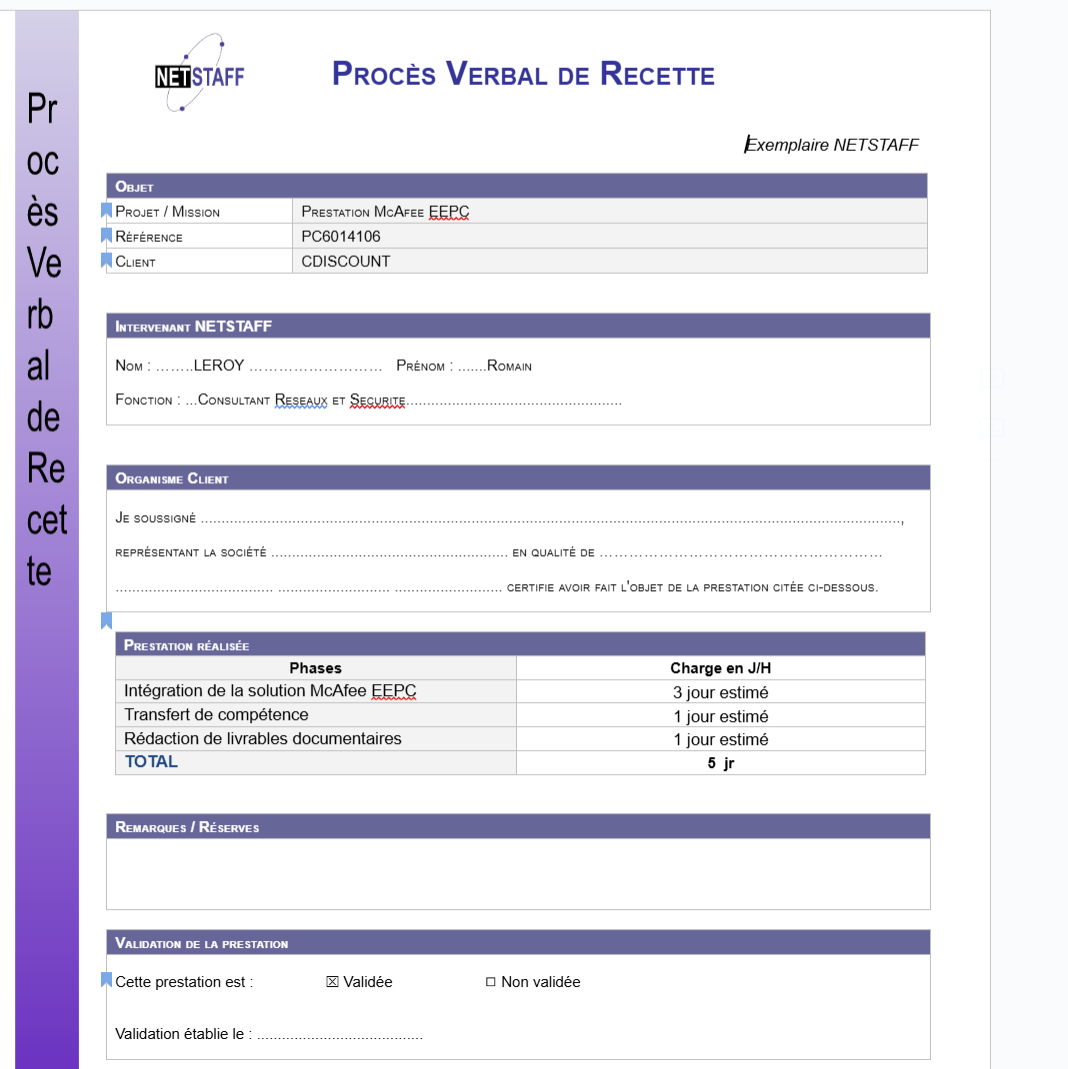 Pr
oc
ès
Ve
rb
al
de
Re
cet
te
NETSTAFF
PROCÈS VERBAL DE RECETTE
Exemplaire NETSTAFF
OBJET
PROJET / MISSION PRESTATION MCAFEE EEPC
RÉFÉRENCE PC6014106
CLIENT CDISCOUNT
INTERVENANT NETSTAFF
NOM : ........LEROY ……………………… PRÉNOM : .......ROMAIN
FONCTION : ...CONSULTANT RESEAUX ET SECURITE....................................................
ORGANISME CLIENT
JE SOUSSIGNÉ ........................................................................................................................................................................,
REPRÉSENTANT LA SOCIÉTÉ ......................................................... EN QUALITÉ DE …………………………………………………
...................................... ........................... .......................... CERTIFIE AVOIR FAIT L'OBJET DE LA PRESTATION CITÉE CI-DESSOUS.
PRESTATION RÉALISÉE
Phases Charge en J/H
Intégration de la solution McAfee EEPC 3 jour estimé
Transfert de compétence 1 jour estimé
Rédaction de livrables documentaires 1 jour estimé
TOTAL 5 jr
REMARQUES / RÉSERVES
VALIDATION DE LA PRESTATION
Cette prestation est : ☒ Validée ☐ Non validée
Validation établie le : ........................................